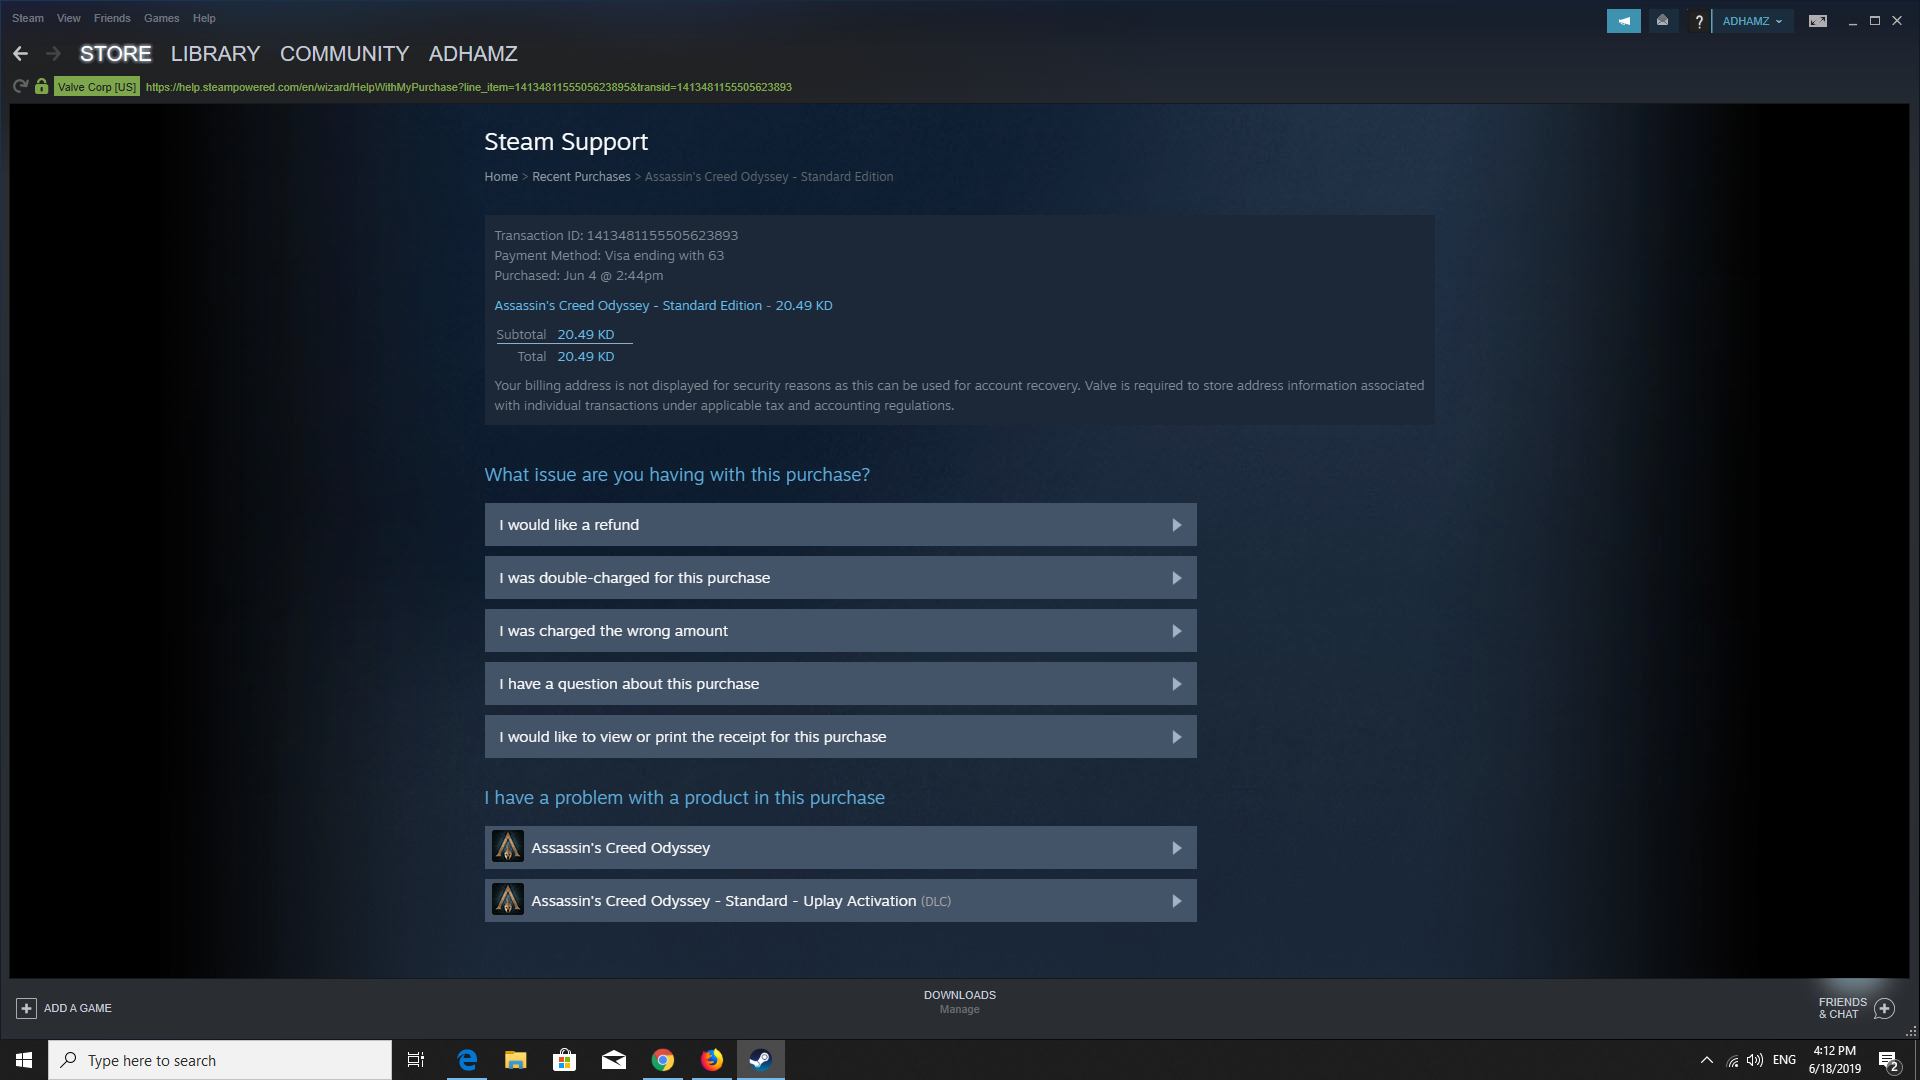 Steam View Friends Games Help
ADHAMZ
STORE LIBRARY COMMUNITY ADHAMZ
Valve Corp [US] https://help.steampowered.com/en/wizard/HelpWithMyPurchase?line_item=1413481155505623895&transid=1413481155505623893
Steam Support
Home > Recent Purchases > Assassin's Creed Odyssey - Standard Edition
Transaction ID: 1413481155505623893
Payment Method: Visa ending with 63
Purchased: Jun 4 @ 2:44pm
Assassin's Creed Odyssey - Standard Edition - 20.49 KD
Subtotal 20.49 KD
Total 20.49 KD
Your billing address is not displayed for security reasons as this can be used for account recovery. Valve is required to store address information associated
with individual transactions under applicable tax and accounting regulations.
What issue are you having with this purchase?
I would like a refund
I was double-charged for this purchase
I was charged the wrong amount
I have a question about this purchase
I would like to view or print the receipt for this purchase
I have a problem with a product in this purchase
Assassin's Creed Odyssey
Assassin's Creed Odyssey - Standard - Uplay Activation (DLC)
ADD A GAME
DOWNLOADS
Manage
FRIENDS
& CHAT
Type here to search
ENG
4:12 PM
6/18/2019
2